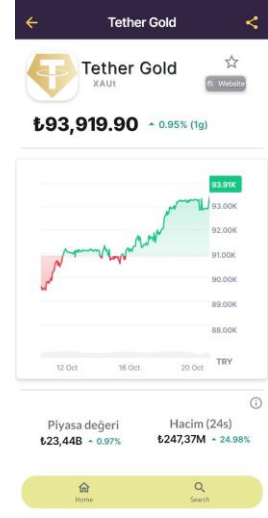 Tether Gold
Tether Gold
XAUt
Website
₺93,919.90 0.95% (1g)
93.91K
93.00K
92.00K
91.00K
90.00K
89.00K
88.00K
12 Oct 16 Oct 20 Oct TRY
Piyasa değeri Hacim (24s)
₺23,44B 0.97% ₺247,37M 24.98%
Home Search